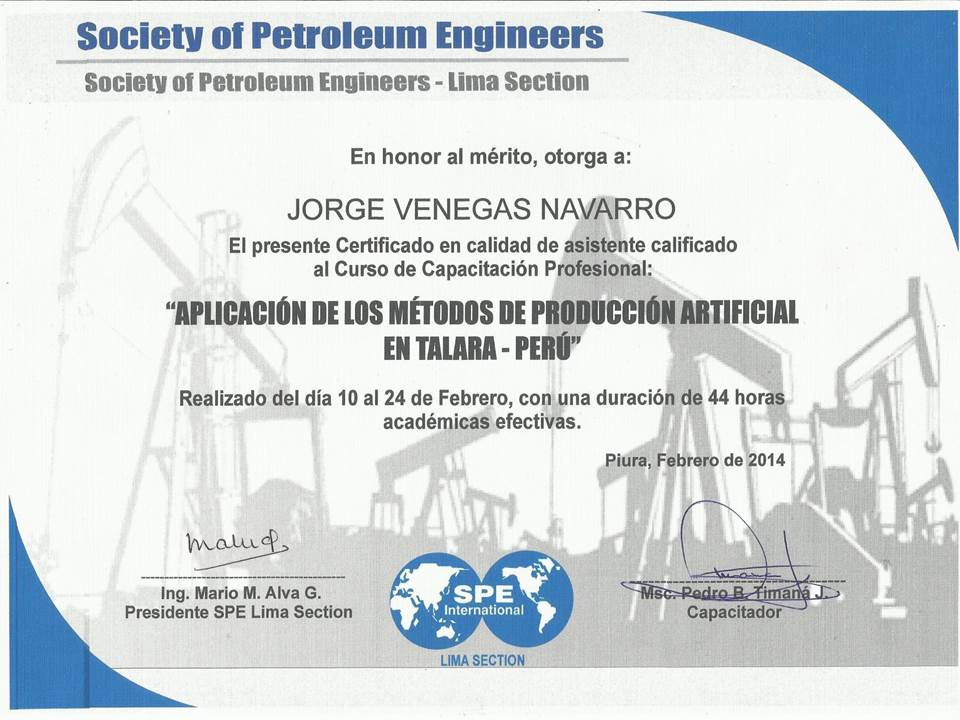 Society of Petroleum Engineers
Society of Petroleum Engineers - Lima Section
En honor al mérito, otorga a:
JORGE VENEGAS NAVARRO
El presente Certificado en calidad de asistente calificado
al Curso de Capacitación Profesional:
“APLICACIÓN DE LOS MÉTODOS DE PRODUCCIÓN ARTIFICIAL
EN TALARA - PERÚ”
Realizado del día 10 al 24 de Febrero, con una duración de 44 horas
académicas efectivas.
Piura, Febrero de 2014
Ing. Mario M. Alva G.
Presidente SPE Lima Section
SPE
International
LIMA SECTION
Msc. Pedro B. Timaná J.
Capacitador